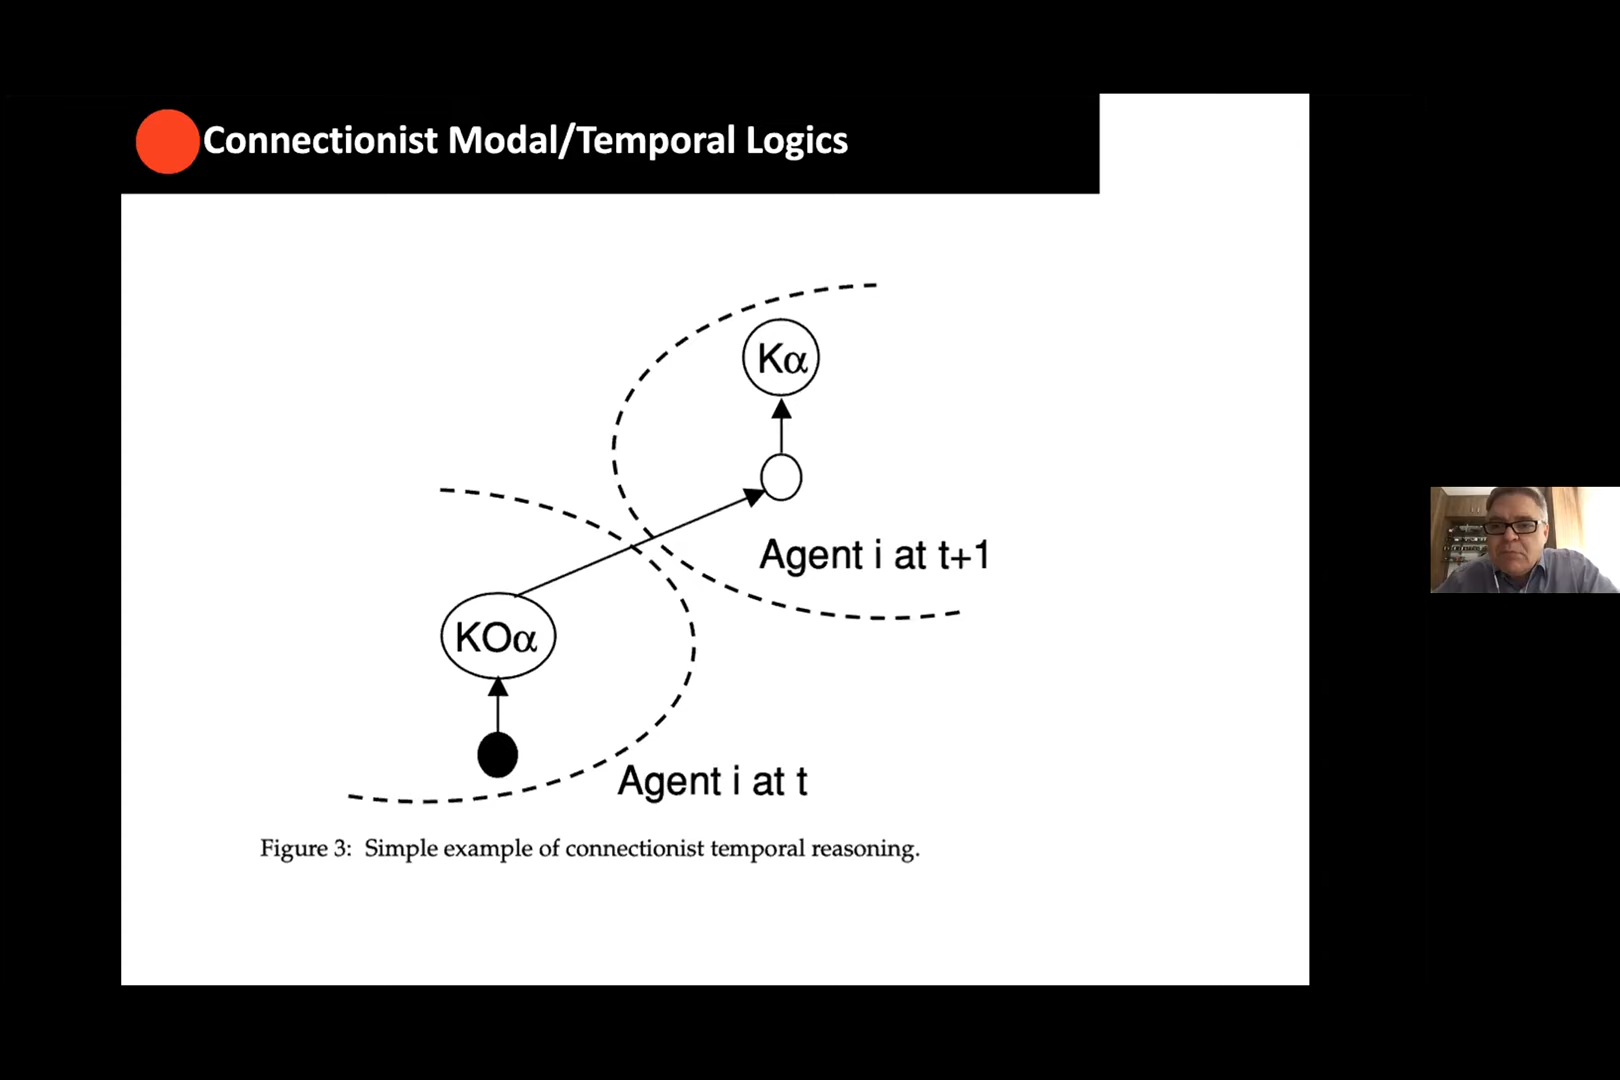 Connectionist Modal/Temporal Logics
Kα
Agent i at t+1
KOα
Agent i at t
Figure 3: Simple example of connectionist temporal reasoning.